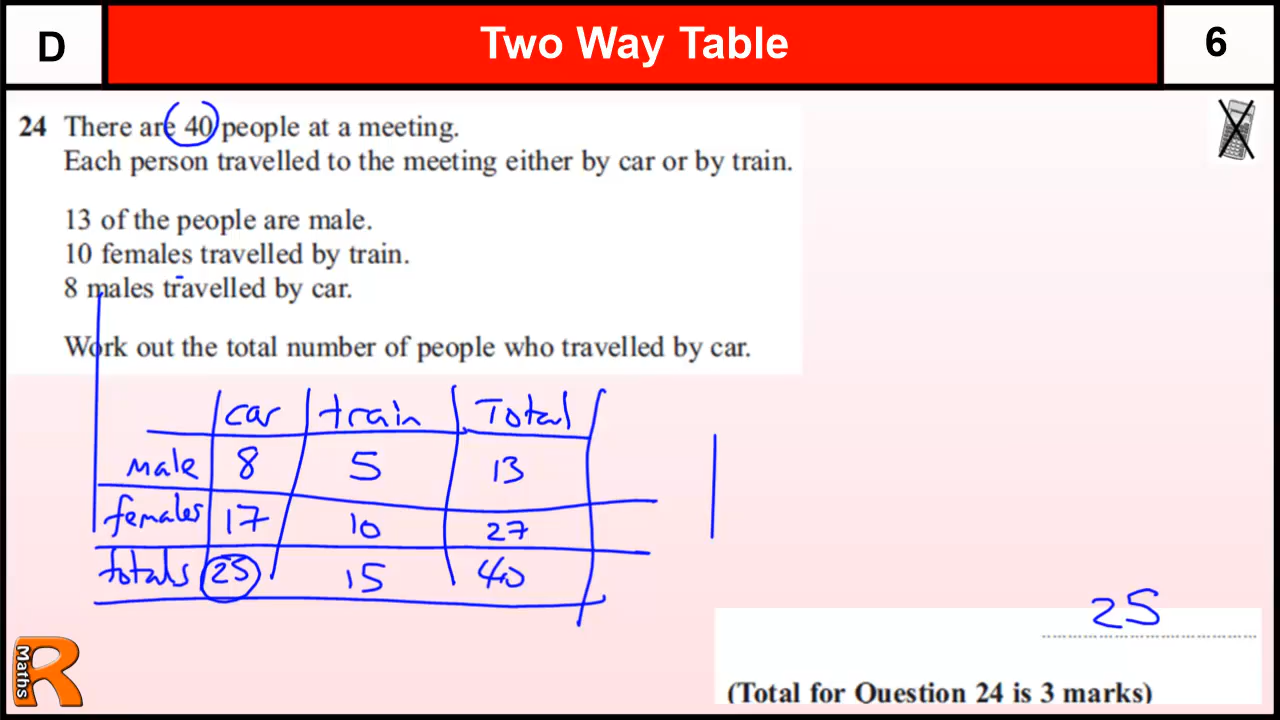 D
Two Way Table
6
24 There are 40 people at a meeting.
Each person travelled to the meeting either by car or by train.
13 of the people are male.
10 females travelled by train.
8 males travelled by car.
Work out the total number of people who travelled by car.
car train Total
male 8 5 13
females 17 10 27
totals 25 15 40
25
(Total for Question 24 is 3 marks)
Maths R